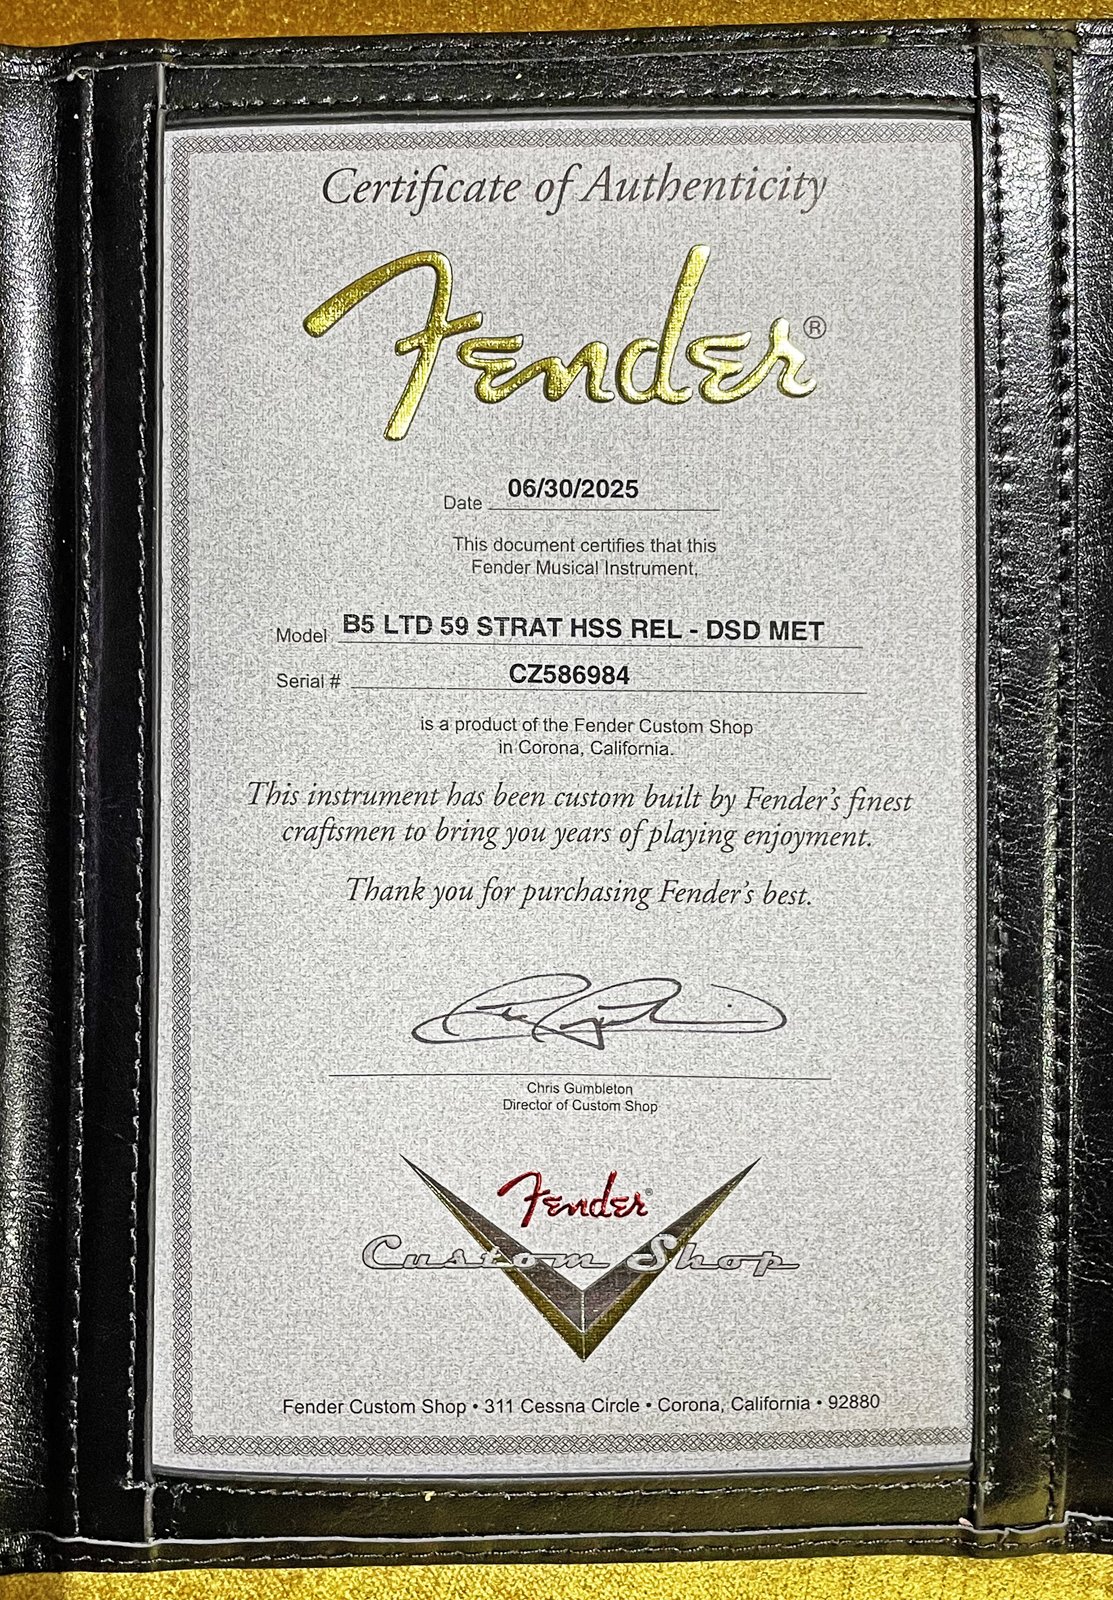 Certificate of Authenticity
Fender®
Date 06/30/2025
This document certifies that this
Fender Musical Instrument,
Model B5 LTD 59 STRAT HSS REL - DSD MET
Serial # CZ586984
is a product of the Fender Custom Shop
in Corona, California.
This instrument has been custom built by Fender's finest
craftsmen to bring you years of playing enjoyment.
Thank you for purchasing Fender's best.
Chris Gumbleton
Director of Custom Shop
Fender®
Custom Shop
Fender Custom Shop • 311 Cessna Circle • Corona, California • 92880